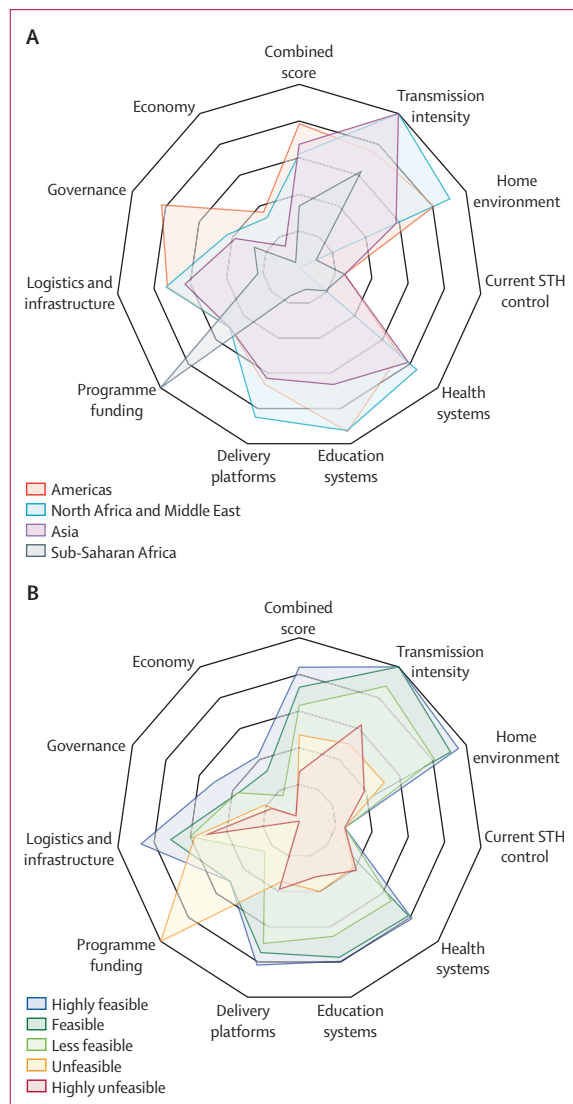 A
Combined
score
Transmission
intensity
Home
environment
Current STH
control
Health
systems
Education
systems
Delivery
platforms
Programme
funding
Logistics and
infrastructure
Governance
Economy
Americas
North Africa and Middle East
Asia
Sub-Saharan Africa
B
Combined
score
Transmission
intensity
Home
environment
Current STH
control
Health
systems
Education
systems
Delivery
platforms
Programme
funding
Logistics and
infrastructure
Governance
Economy
Highly feasible
Feasible
Less feasible
Unfeasible
Highly unfeasible